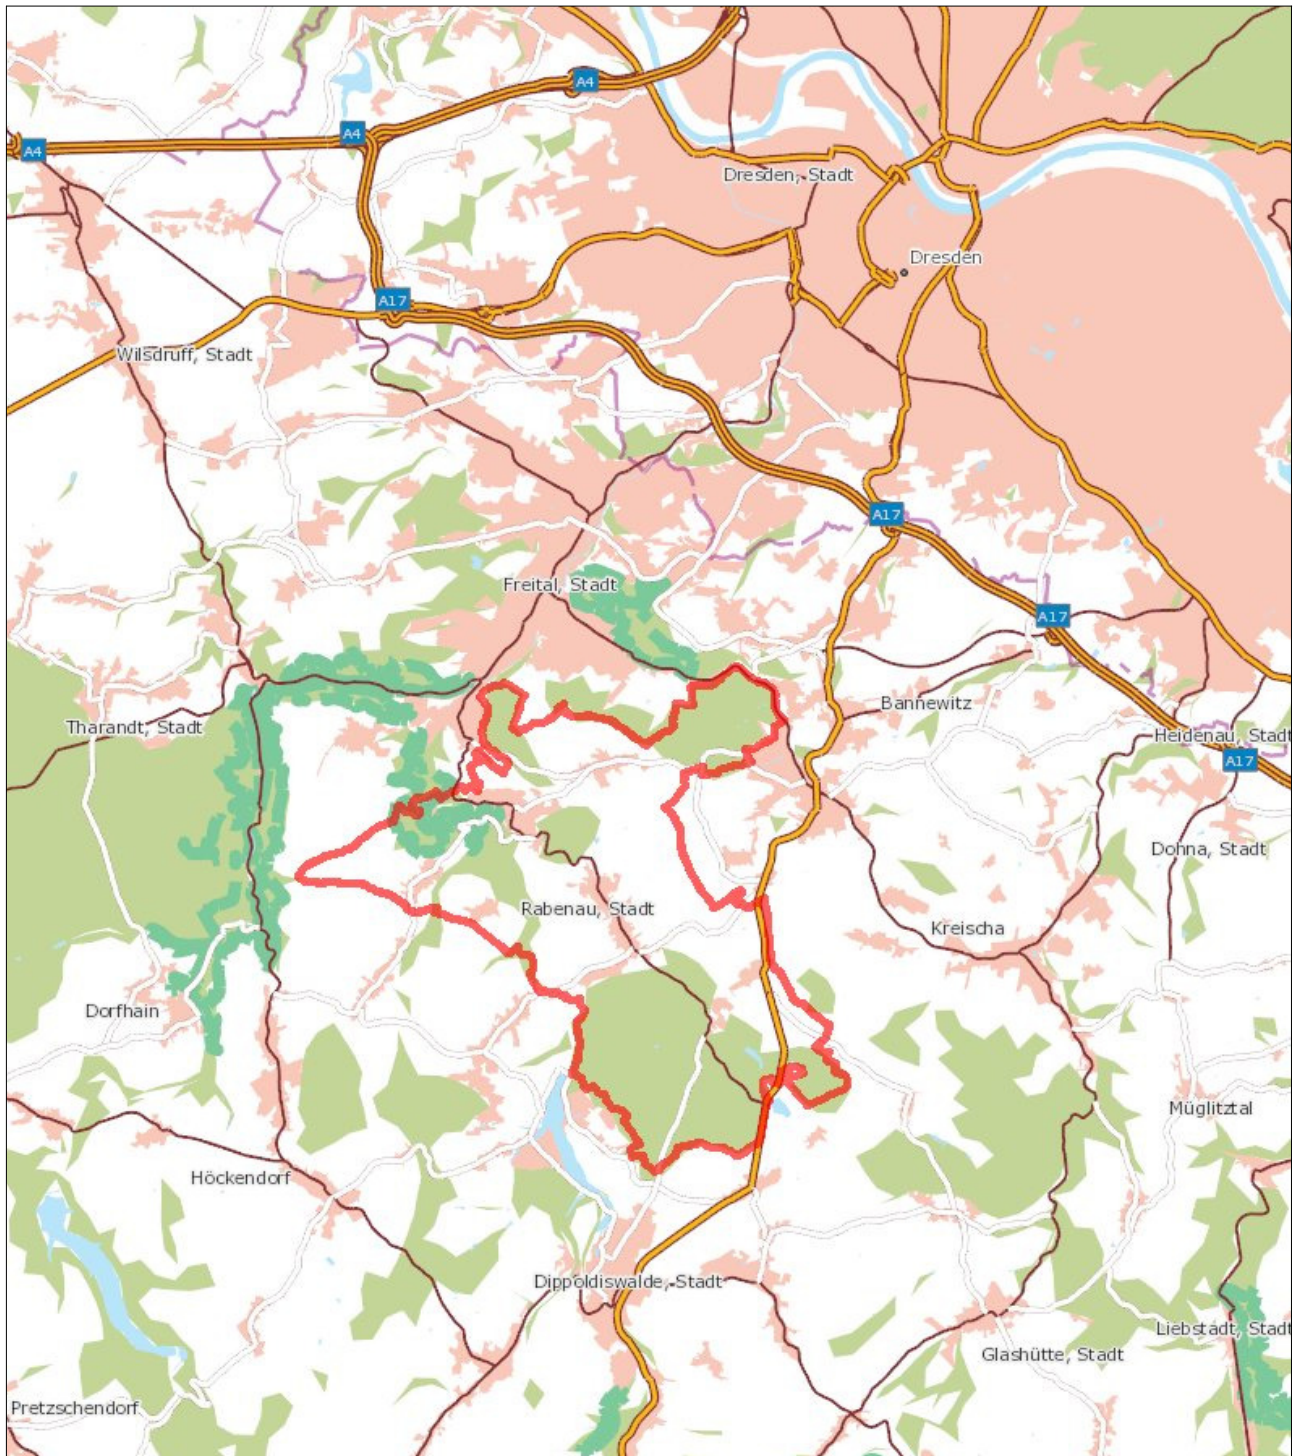 A4
A4
A4
Dresden, Stadt
Dresden
A17
Wilsdruff, Stadt
A17
Freital, Stadt
A17
Bannewitz
Tharandt, Stadt
Heidenau, Stadt
A17
Dohna, Stadt
Rabenau, Stadt
Kreischa
Dorfhain
Müglitztal
Höckendorf
Dippoldiswalde, Stadt
Liebstadt, Stadt
Glashütte, Stadt
Pretzschendorf